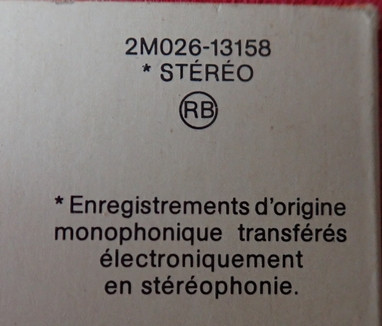 2M026-13158
* STÉRÉO
RB
* Enregistrements d'origine
monophonique transférés
électroniquement
en stéréophonie.